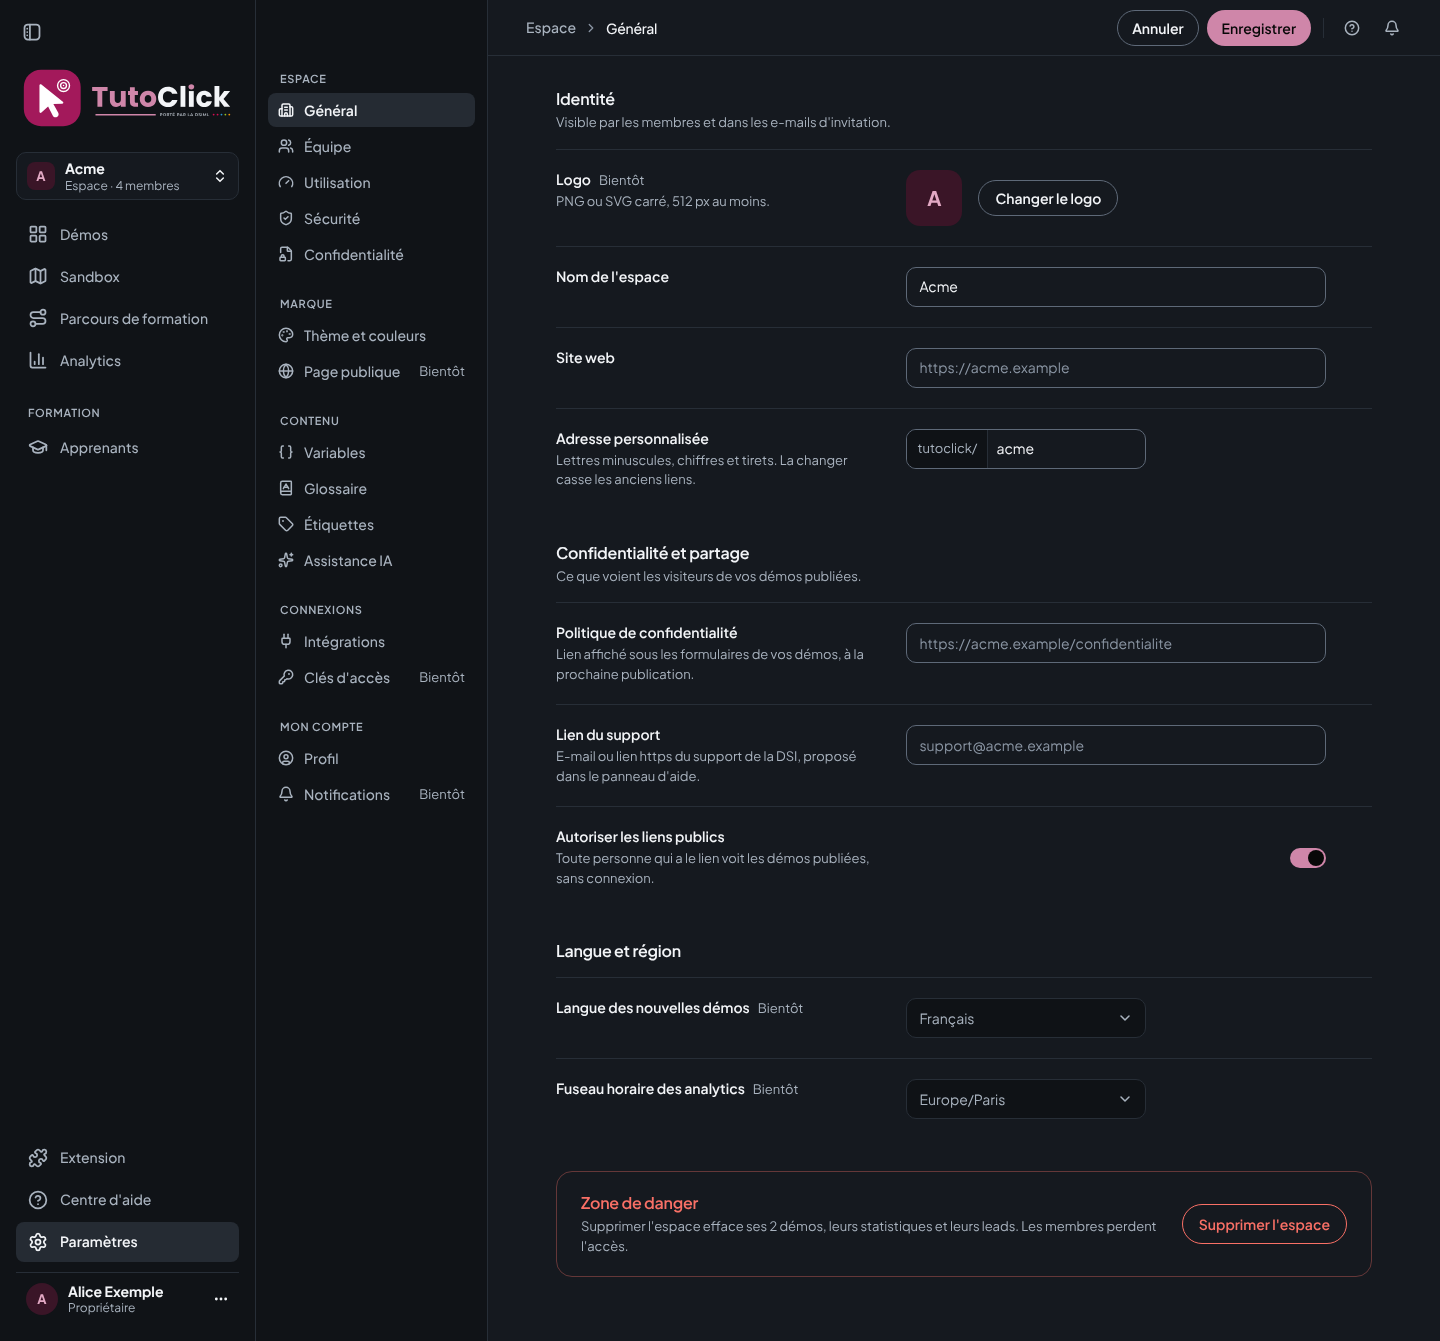 TutoClick
PORTÉ PAR LA DSIML
A
Acme
Espace · 4 membres
Démos
Sandbox
Parcours de formation
Analytics
FORMATION
Apprenants
Extension
Centre d'aide
Paramètres
A
Alice Exemple
Propriétaire
ESPACE
Général
Équipe
Utilisation
Sécurité
Confidentialité
MARQUE
Thème et couleurs
Page publique Bientôt
CONTENU
Variables
Glossaire
Étiquettes
Assistance IA
CONNEXIONS
Intégrations
Clés d'accès Bientôt
MON COMPTE
Profil
Notifications Bientôt
Espace > Général
Annuler
Enregistrer
Identité
Visible par les membres et dans les e-mails d'invitation.
Logo Bientôt
PNG ou SVG carré, 512 px au moins.
A
Changer le logo
Nom de l'espace
Acme
Site web
https://acme.example
Adresse personnalisée
Lettres minuscules, chiffres et tirets. La changer
casse les anciens liens.
tutoclick/ acme
Confidentialité et partage
Ce que voient les visiteurs de vos démos publiées.
Politique de confidentialité
Lien affiché sous les formulaires de vos démos, à la
prochaine publication.
https://acme.example/confidentialite
Lien du support
E-mail ou lien https du support de la DSI, proposé
dans le panneau d'aide.
support@acme.example
Autoriser les liens publics
Toute personne qui a le lien voit les démos publiées,
sans connexion.
Langue et région
Langue des nouvelles démos Bientôt
Français
Fuseau horaire des analytics Bientôt
Europe/Paris
Zone de danger
Supprimer l'espace efface ses 2 démos, leurs statistiques et leurs leads. Les membres perdent
l'accès.
Supprimer l'espace